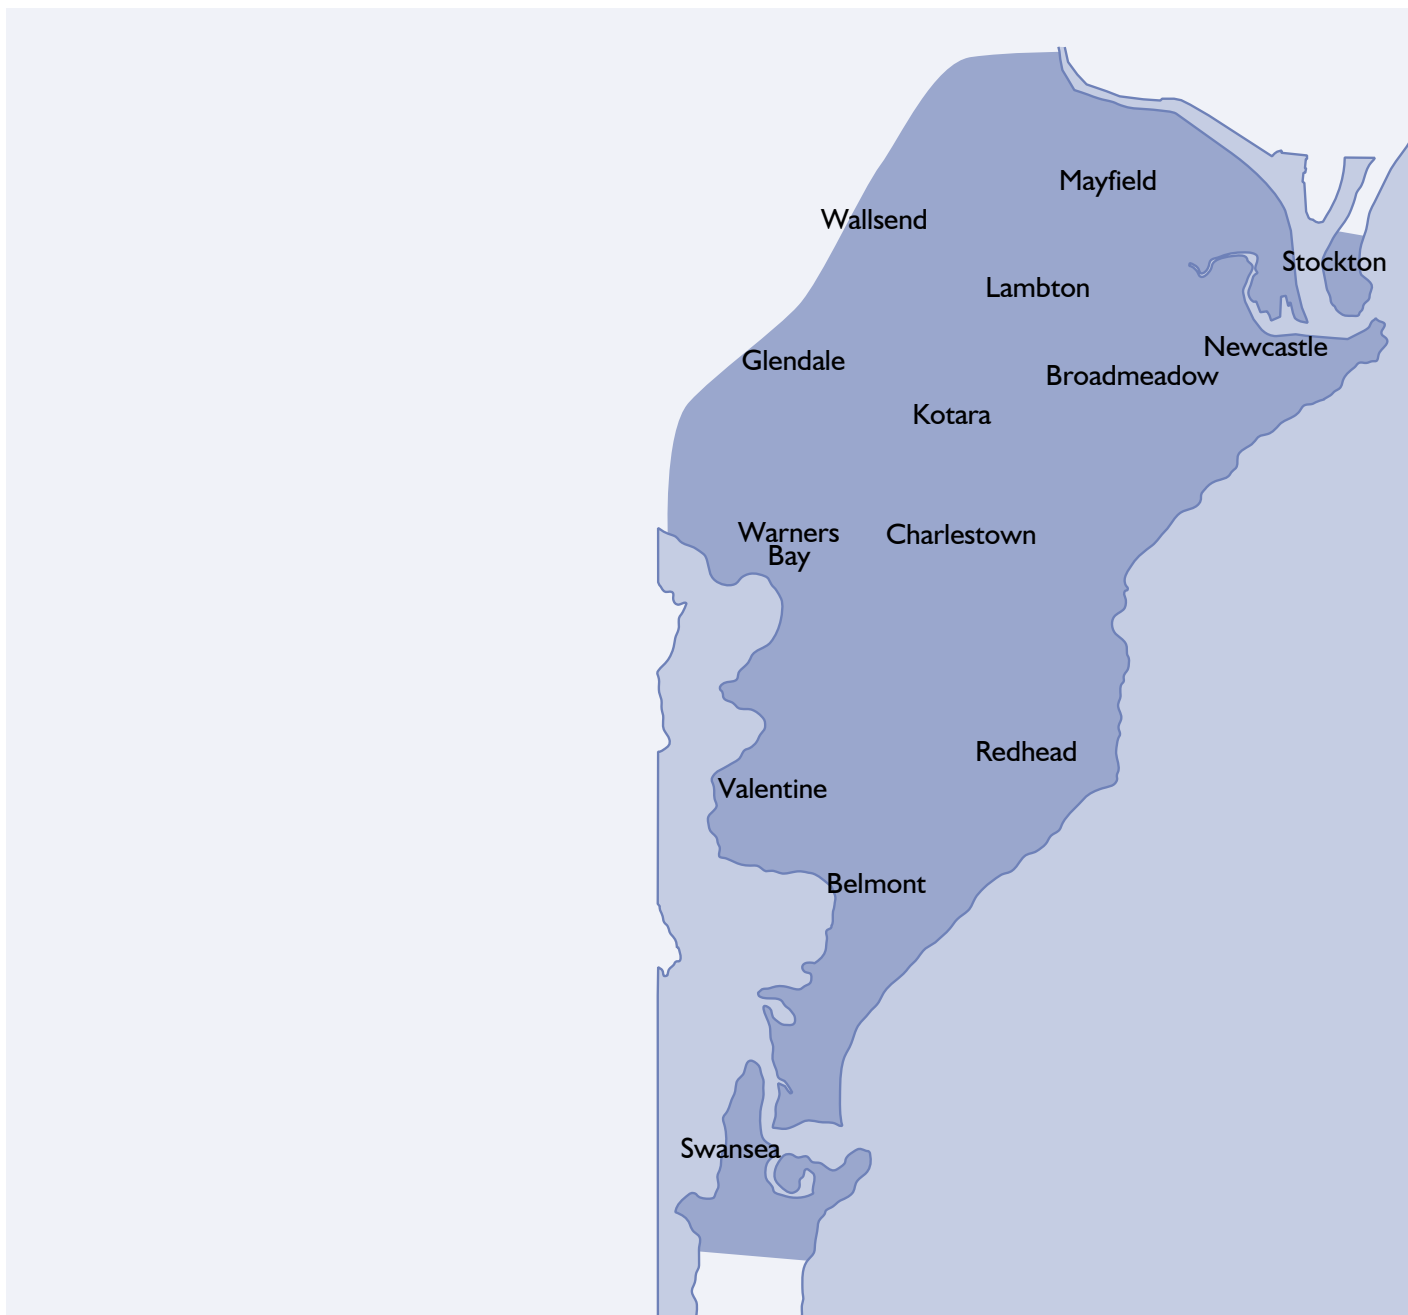 Mayfield
Wallsend
Stockton
Lambton
Newcastle
Glendale
Broadmeadow
Kotara
Warners
Bay
Charlestown
Redhead
Valentine
Belmont
Swansea